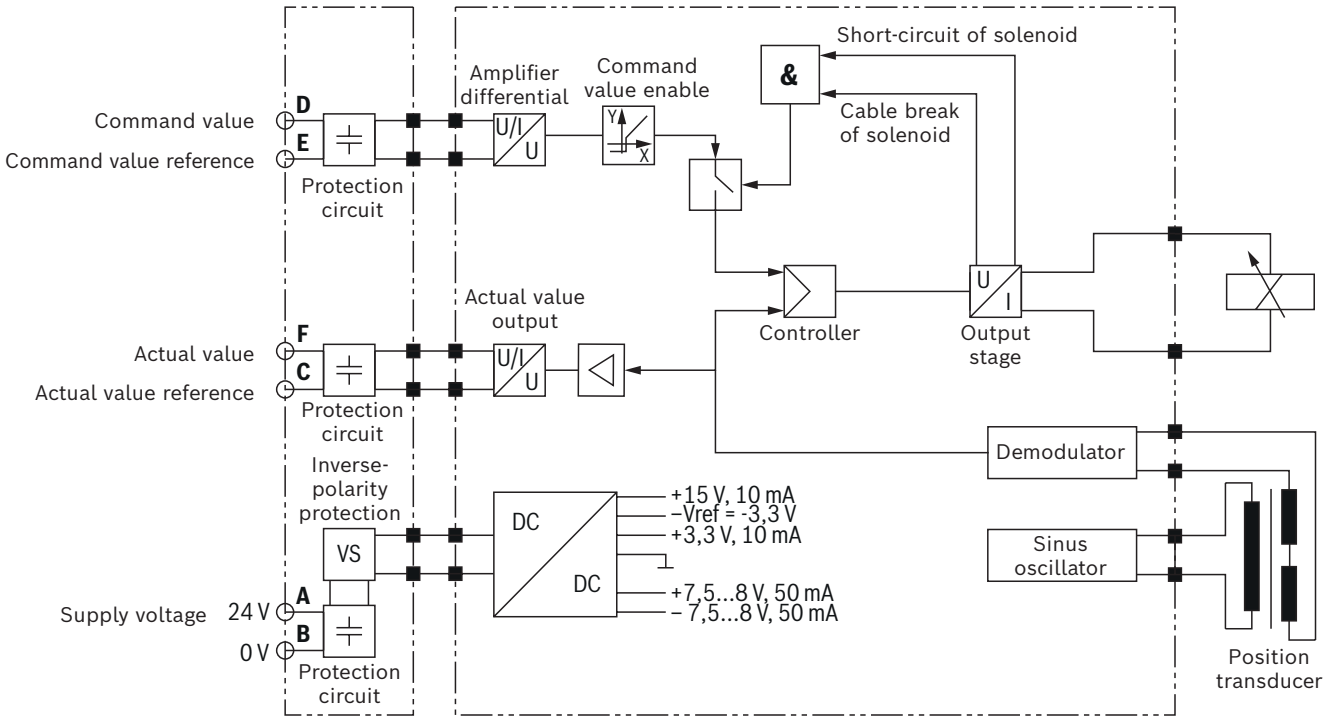 Short-circuit of solenoid
&
Cable break
of solenoid
Amplifier
differential
Command
value enable
Command value
D
Command value reference
E
U/I
U
Y
X
Protection
circuit
Actual value
output
U
I
Controller
Output
stage
Actual value
F
Actual value reference
C
U/I
U
Protection
circuit
Demodulator
Inverse-
polarity
protection
VS
DC
DC
+15 V, 10 mA
–Vref = -3,3 V
+3,3 V, 10 mA
+7,5...8 V, 50 mA
– 7,5...8 V, 50 mA
Sinus
oscillator
Supply voltage
24 V
A
0 V
B
Protection
circuit
Position
transducer